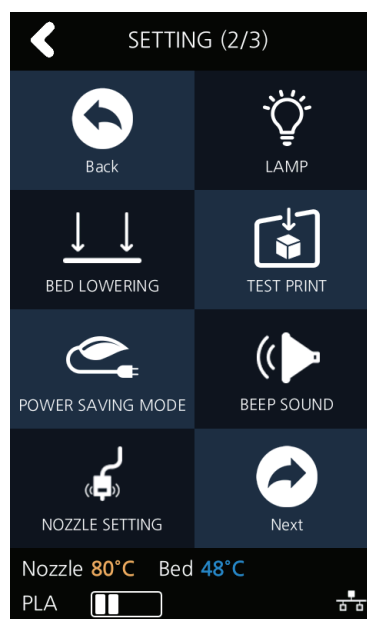 SETTING (2/3)
Back
LAMP
BED LOWERING
TEST PRINT
POWER SAVING MODE
BEEP SOUND
NOZZLE SETTING
Next
Nozzle 80°C Bed 48°C
PLA